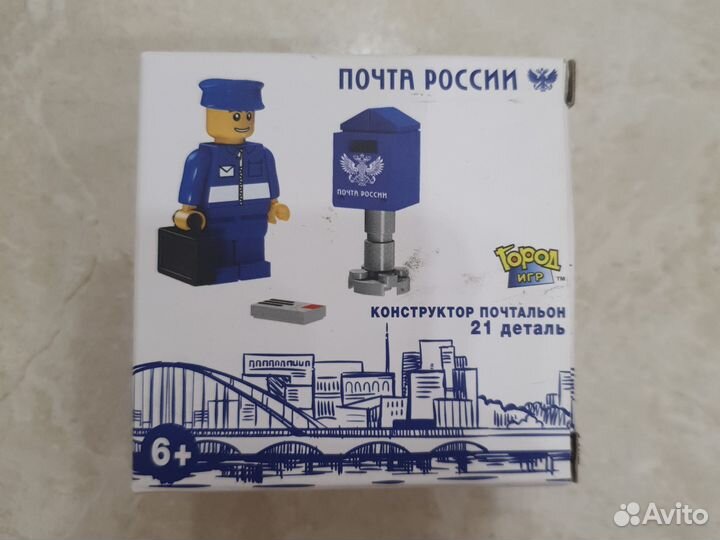 ПОЧТА РОССИИ
ПОЧТА РОССИИ
ГОРОД
ИГР TM
КОНСТРУКТОР ПОЧТАЛЬОН
21 деталь
6+
Avito